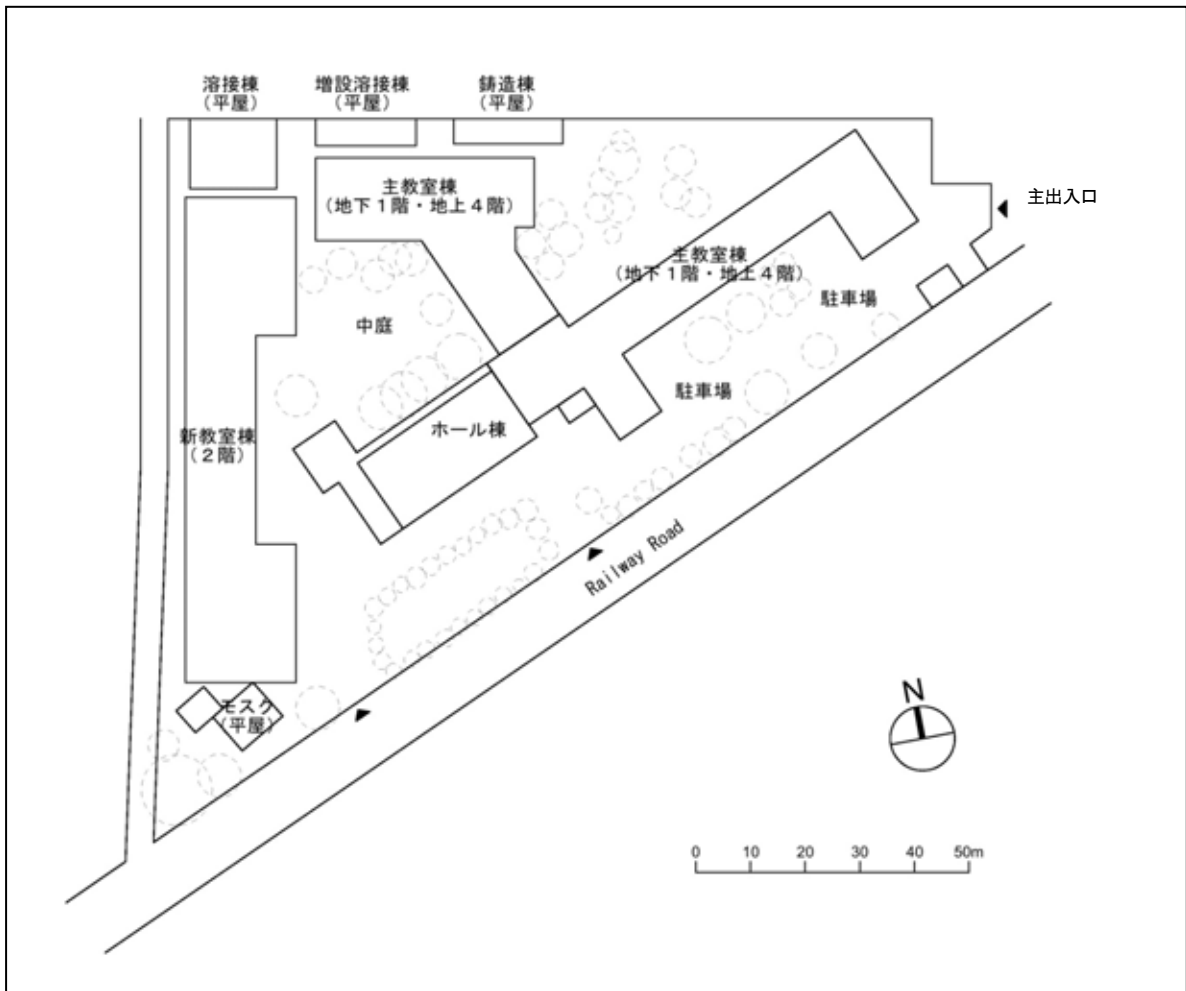 溶接棟
（平屋）
増設溶接棟
（平屋）
鋳造棟
（平屋）
主教室棟
（地下１階・地上４階）
主出入口
主教室棟
（地下１階・地上４階）
駐車場
中庭
駐車場
ホール棟
新教室棟
（２階）
Railway Road
モスク
（平屋）
N
0 10 20 30 40 50m